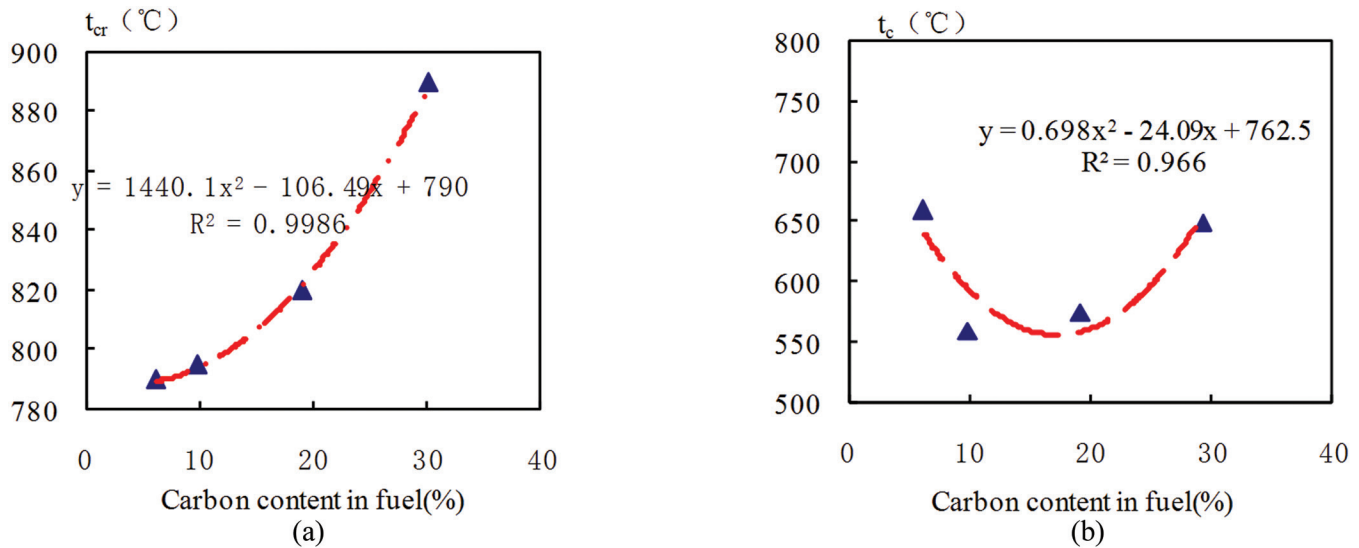 t_cr（℃）
900
880
860
840
820
800
780
y = 1440.1x² − 106.49x + 790
R² = 0.9986
0 10 20 30 40
Carbon content in fuel(%)
(a)
t_c（℃）
800
750
700
650
600
550
500
y = 0.698x² - 24.09x + 762.5
R² = 0.966
0 10 20 30 40
Carbon content in fuel(%)
(b)